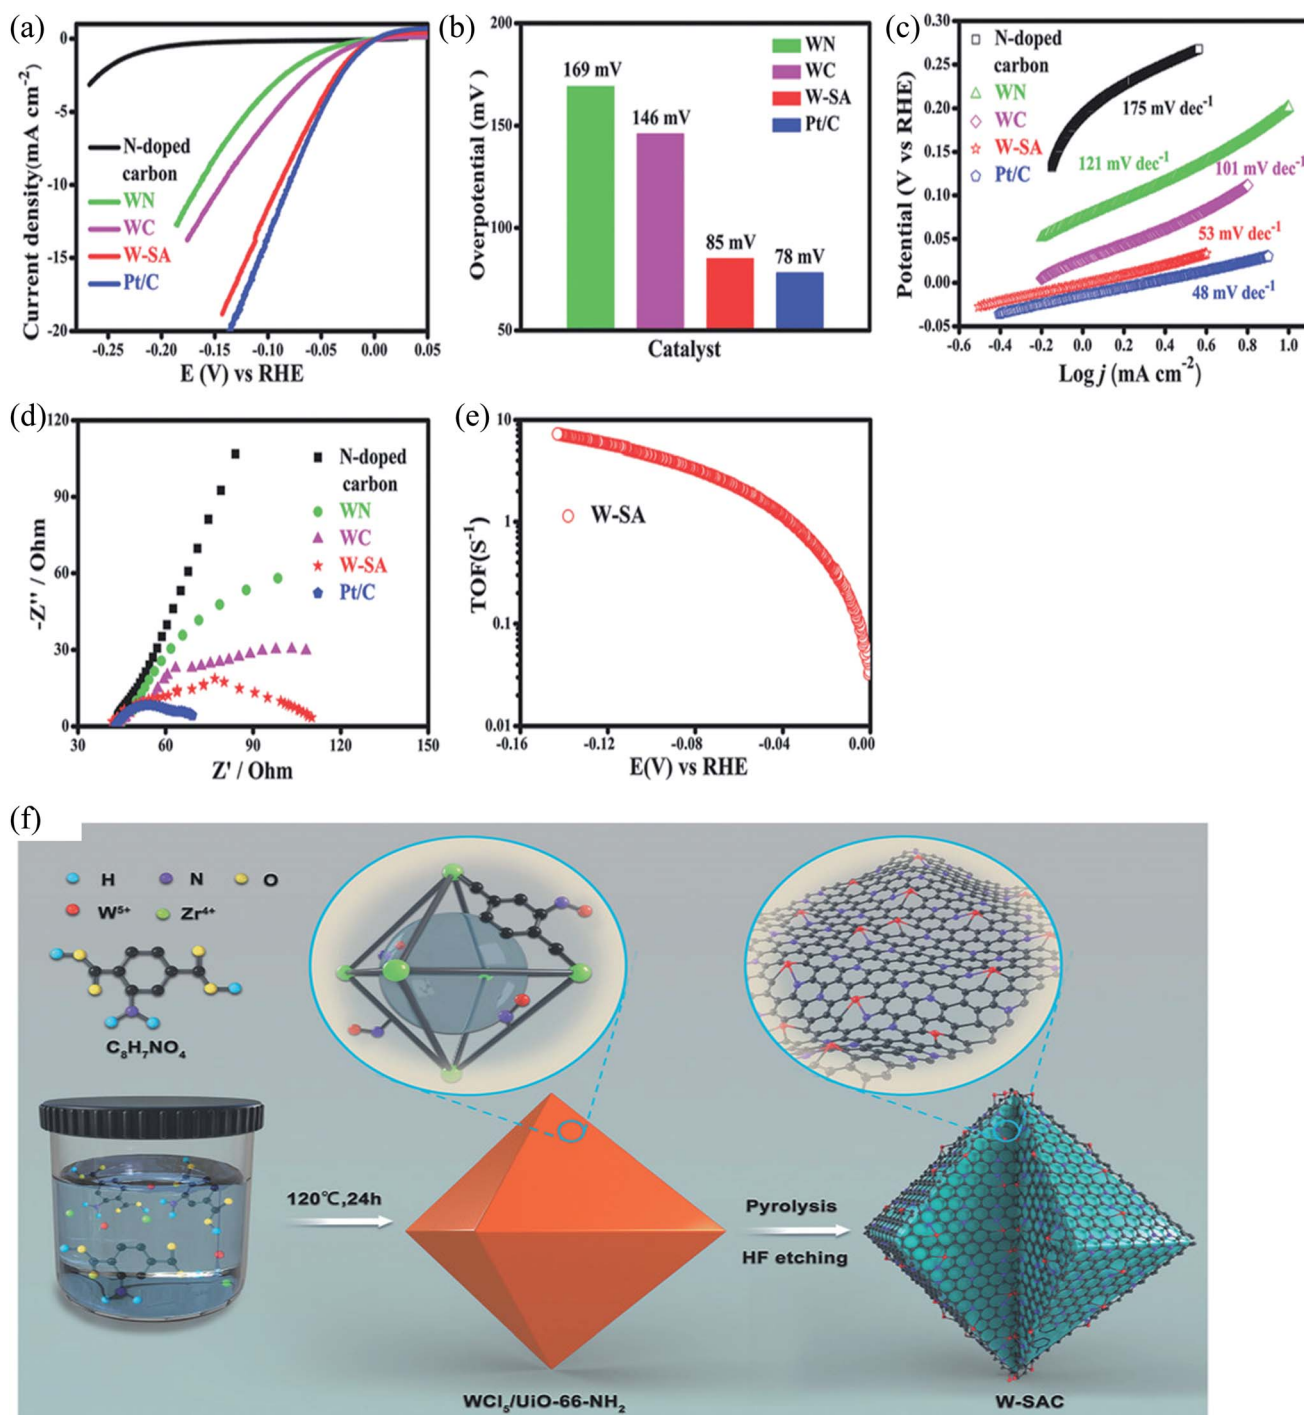 (a)
0
-5
-10
-15
-20
Current density(mA cm-2)
N-doped
carbon
WN
WC
W-SA
Pt/C
-0.25 -0.20 -0.15 -0.10 -0.05 0.00 0.05
E (V) vs RHE
(b)
200
150
100
50
Overpotential (mV )
169 mV
146 mV
85 mV
78 mV
WN
WC
W-SA
Pt/C
Catalyst
(c)
0.30
0.25
0.20
0.15
0.10
0.05
0.00
-0.05
Potential (V vs RHE)
N-doped
carbon
WN
WC
W-SA
Pt/C
175 mV dec-1
121 mV dec-1
101 mV dec-1
53 mV dec-1
48 mV dec-1
-0.6 -0.4 -0.2 0.0 0.2 0.4 0.6 0.8 1.0
Log j (mA cm-2)
(d)
120
90
60
30
0
-Z'' / Ohm
N-doped
carbon
WN
WC
W-SA
Pt/C
30 60 90 120 150
Z' / Ohm
(e)
10
1
0.1
0.01
TOF(S-1)
W-SA
-0.16 -0.12 -0.08 -0.04 0.00
E(V) vs RHE
(f)
H N O
W5+ Zr4+
C8H7NO4
120℃,24h
Pyrolysis
HF etching
WCl5/UiO-66-NH2
W-SAC